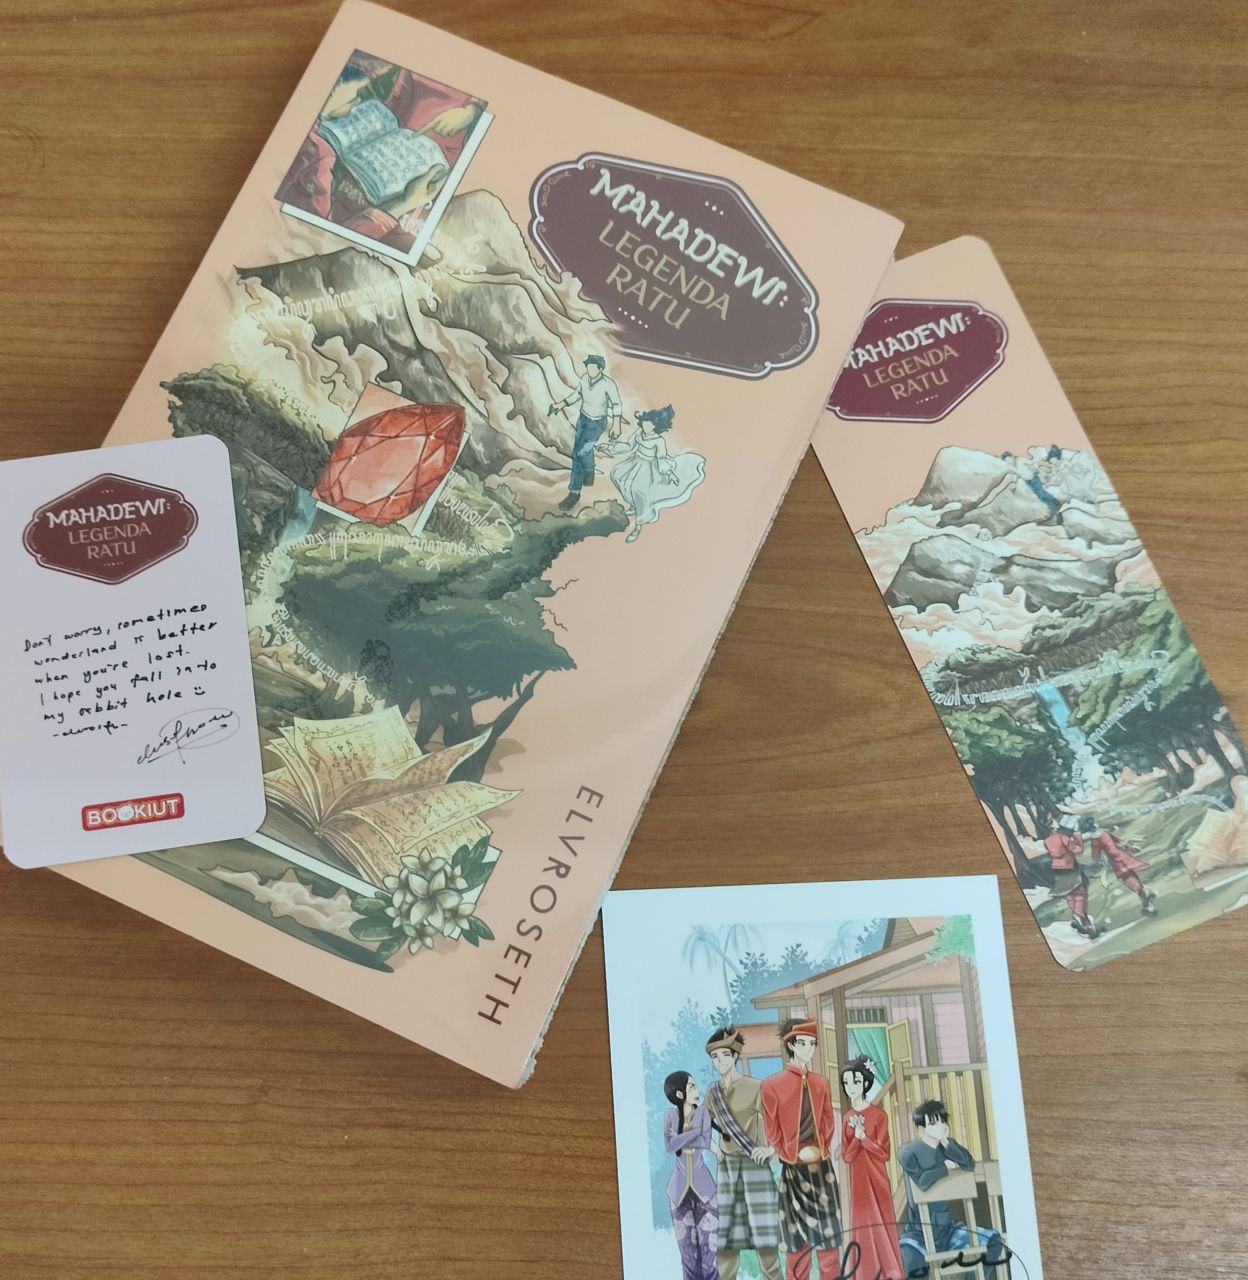 MAHADEWI:
LEGENDA
RATU
ELVROSETH
MAHADEWI:
LEGENDA
RATU
MAHADEWI:
LEGENDA
RATU
Don't worry, sometimes
wonderland is better
when you're lost.
I hope you fall into
my rabbit hole
BOOKIUT